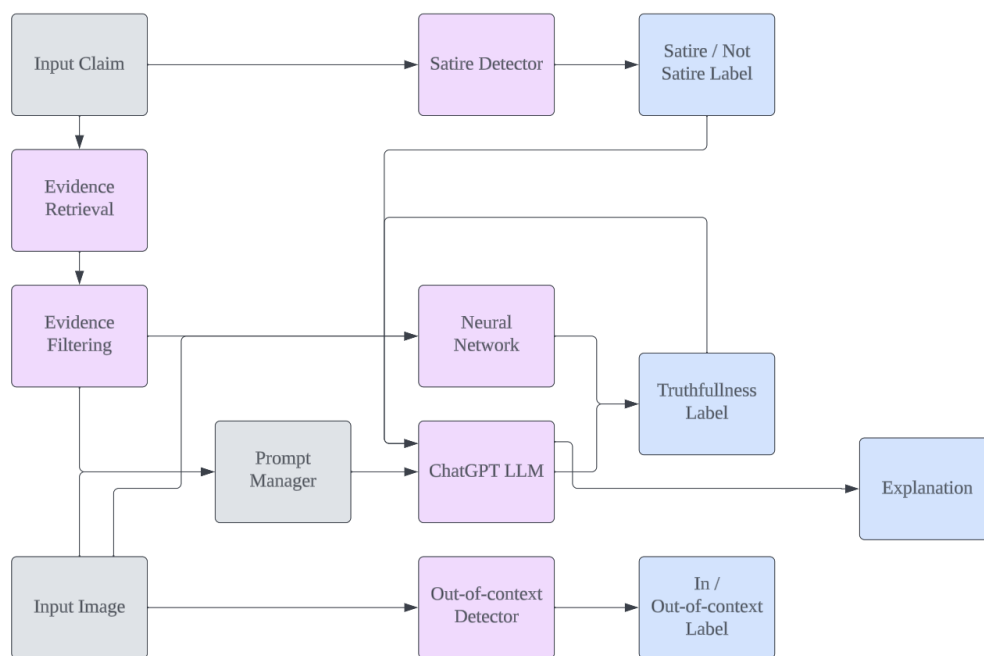 Input Claim
Satire Detector
Satire / Not
Satire Label
Evidence
Retrieval
Evidence
Filtering
Neural
Network
Truthfullness
Label
Prompt
Manager
ChatGPT LLM
Explanation
Input Image
Out-of-context
Detector
In /
Out-of-context
Label